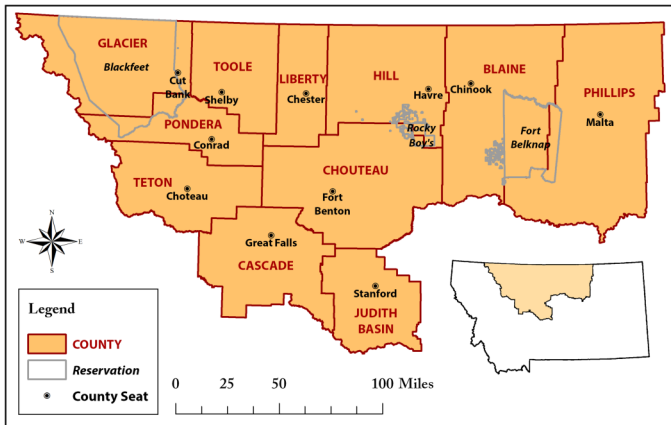 GLACIER
Blackfeet
Cut
Bank
TOOLE
Shelby
LIBERTY
Chester
HILL
Havre
Rocky
Boy's
BLAINE
Chinook
Fort
Belknap
PHILLIPS
Malta
PONDERA
Conrad
TETON
Choteau
CHOUTEAU
Fort
Benton
Great Falls
CASCADE
Stanford
JUDITH
BASIN
N
W
E
S
Legend
COUNTY
Reservation
County Seat
0 25 50 100 Miles